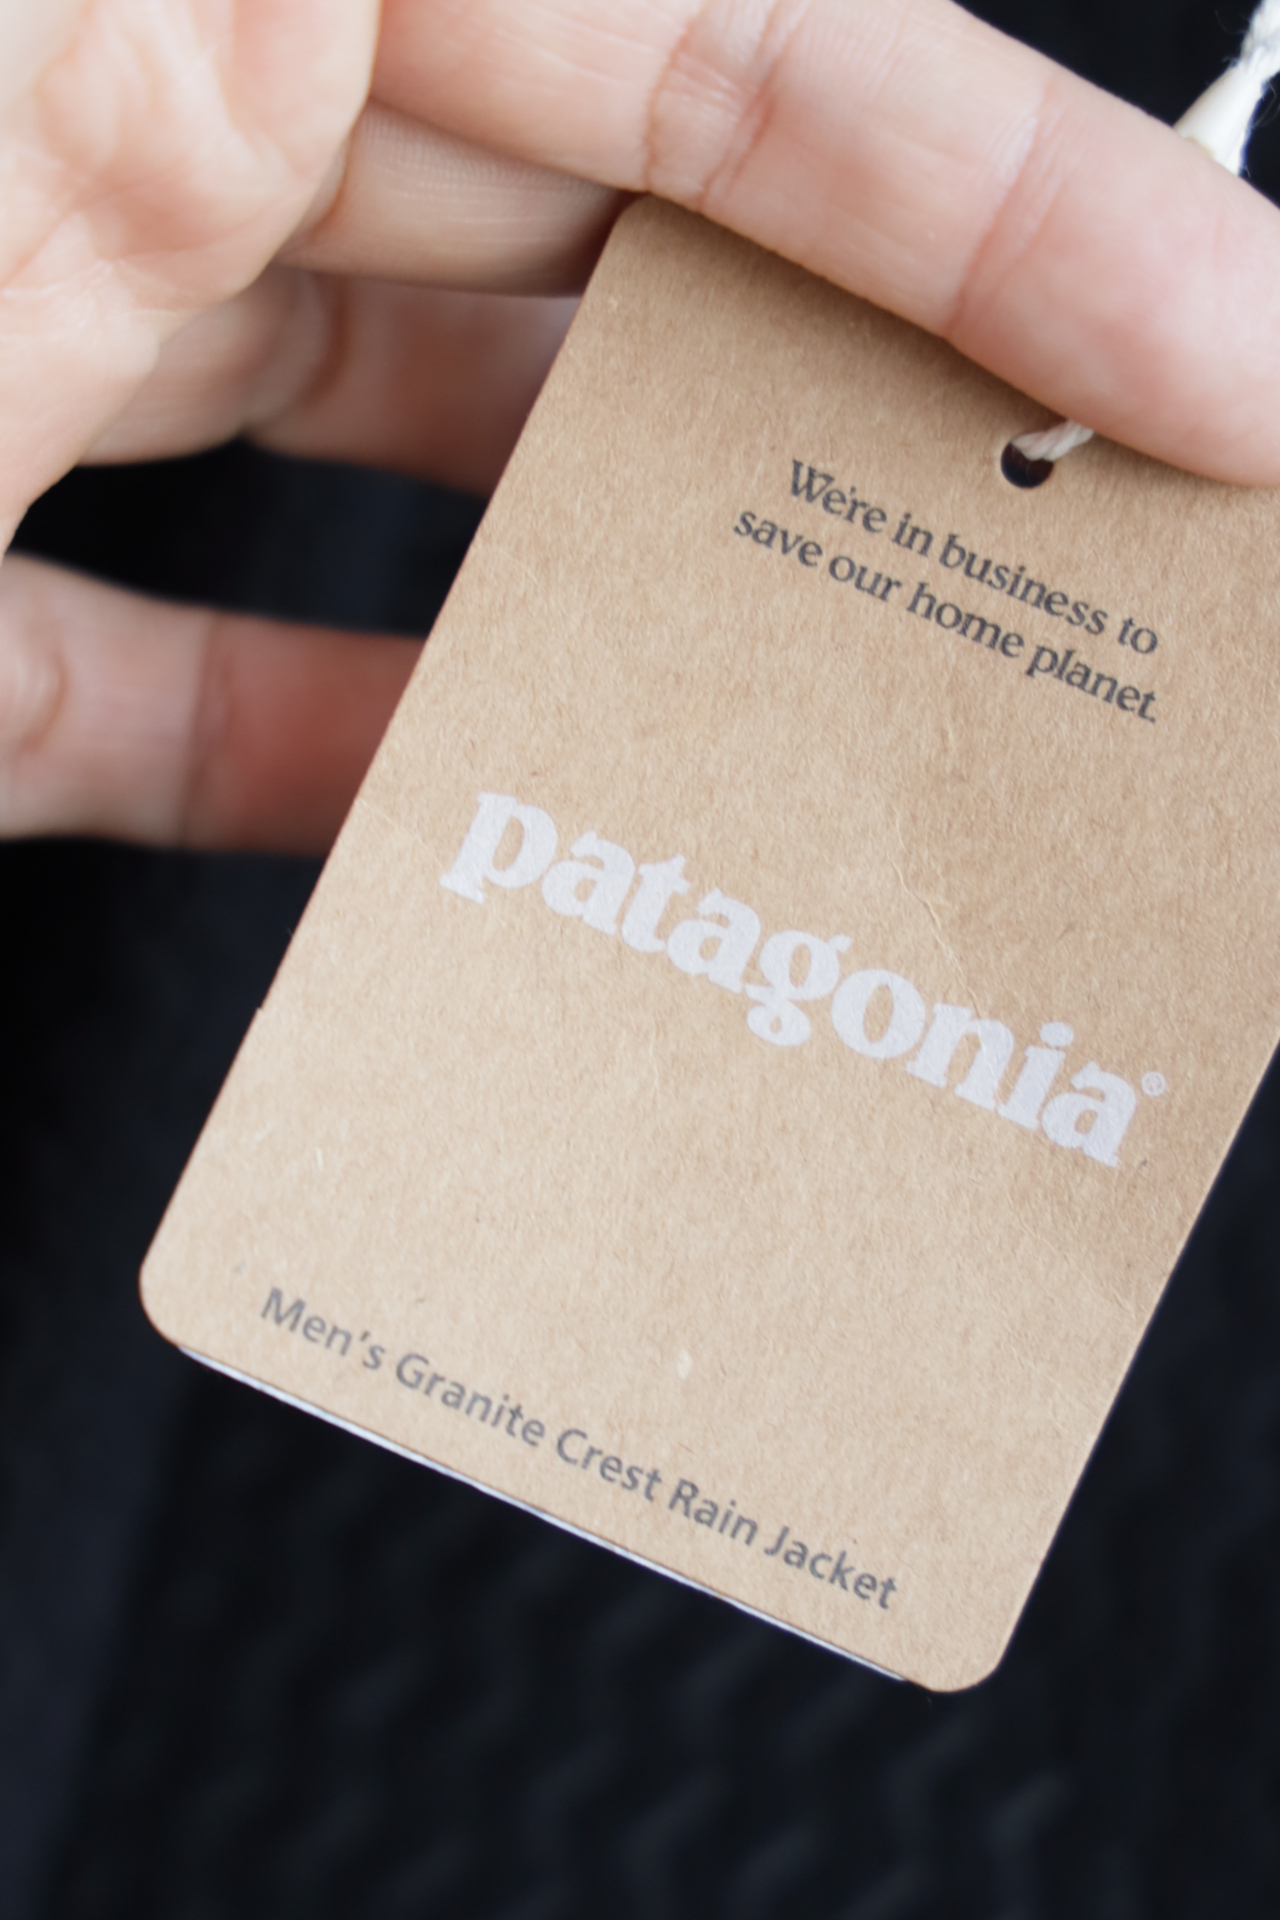 We're in business to
save our home planet.
patagonia®
Men's Granite Crest Rain Jacket